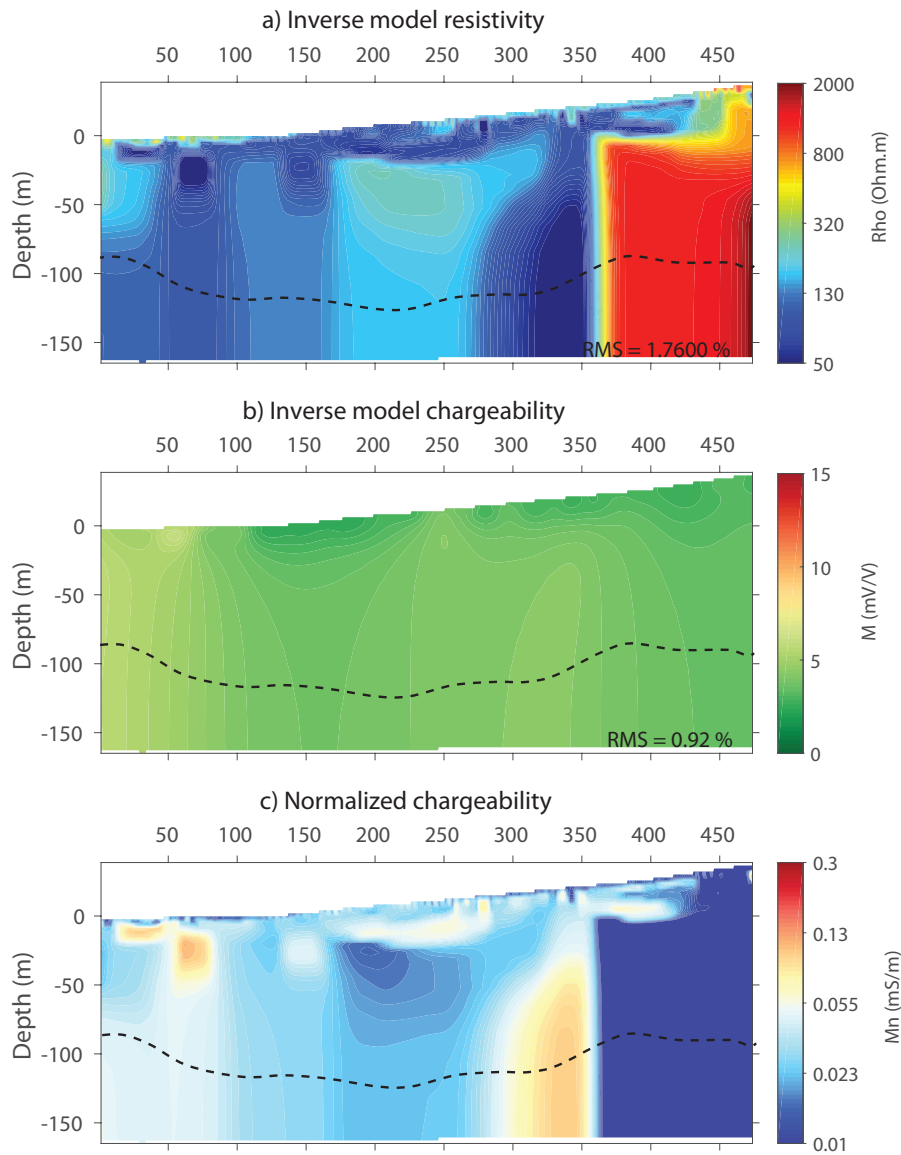 a) Inverse model resistivity
50 100 150 200 250 300 350 400 450
Depth (m)
0
-50
-100
-150
RMS = 1.7600 %
2000
800
320
130
50
Rho (Ohm.m)
b) Inverse model chargeability
50 100 150 200 250 300 350 400 450
Depth (m)
0
-50
-100
-150
RMS = 0.92 %
15
10
5
0
M (mV/V)
c) Normalized chargeability
50 100 150 200 250 300 350 400 450
Depth (m)
0
-50
-100
-150
0.3
0.13
0.055
0.023
0.01
Mn (mS/m)